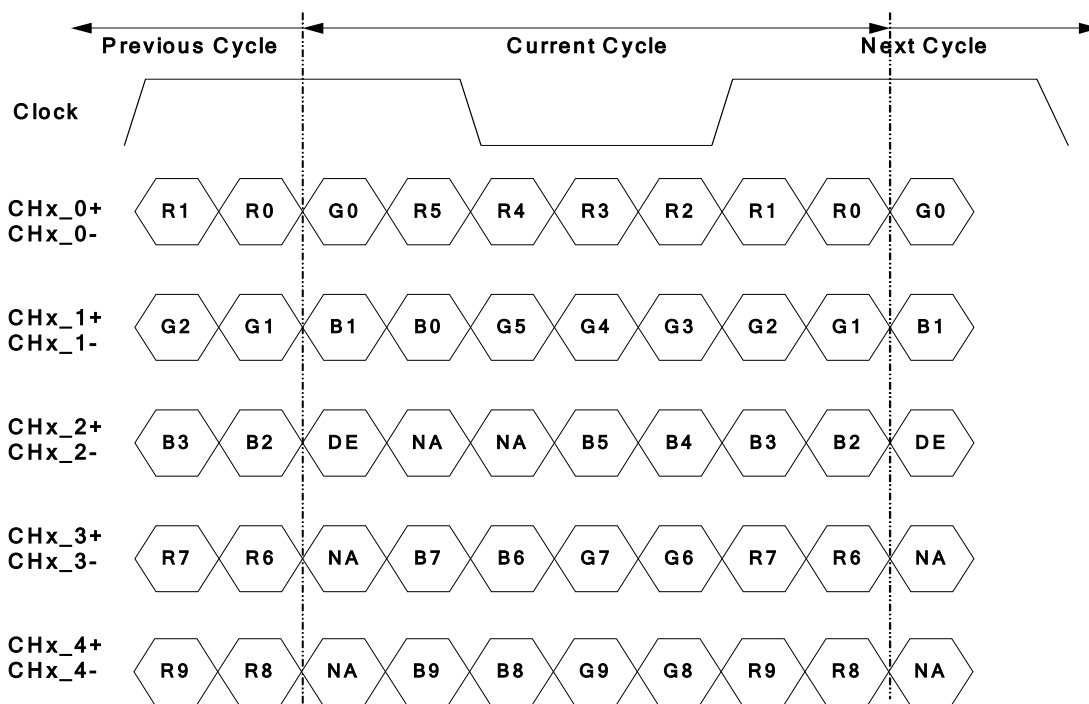 Previous Cycle Current Cycle Next Cycle
Clock
CHx_0+
CHx_0-
R1 R0 G0 R5 R4 R3 R2 R1 R0 G0
CHx_1+
CHx_1-
G2 G1 B1 B0 G5 G4 G3 G2 G1 B1
CHx_2+
CHx_2-
B3 B2 DE NA NA B5 B4 B3 B2 DE
CHx_3+
CHx_3-
R7 R6 NA B7 B6 G7 G6 R7 R6 NA
CHx_4+
CHx_4-
R9 R8 NA B9 B8 G9 G8 R9 R8 NA